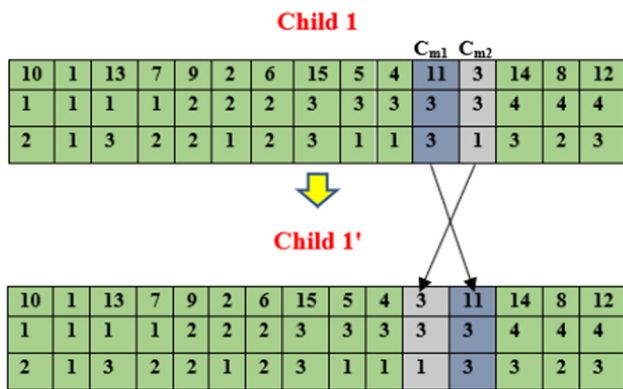 Child 1
Cm1 Cm2
10 1 13 7 9 2 6 15 5 4 11 3 14 8 12
1 1 1 1 2 2 2 3 3 3 3 3 4 4 4
2 1 3 2 2 1 2 3 1 1 3 1 3 2 3
Child 1'
10 1 13 7 9 2 6 15 5 4 3 11 14 8 12
1 1 1 1 2 2 2 3 3 3 3 3 4 4 4
2 1 3 2 2 1 2 3 1 1 1 3 3 2 3